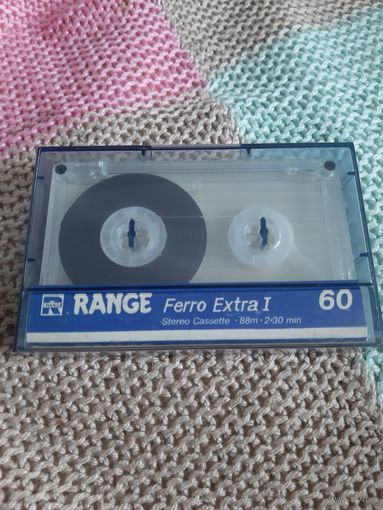 RANGE Ferro Extra I 60
Stereo Cassette · 88m · 2×30 min